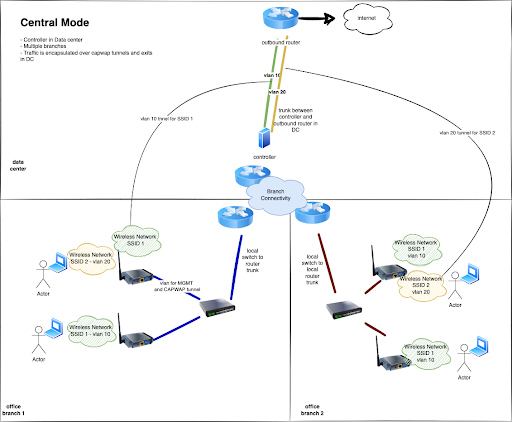 Central Mode
- Controller in Data center
- Multiple branches
- Traffic is encapsulated over capwap tunnels and exits
in DC
internet
outbound router
vlan 10
vlan 20
vlan 10 tnnel for SSID 1
trunk between
controller and
outbound router in
DC
vlan 20 tunnel for SSID 2
controller
data
center
Branch
Connectivity
Wireless Network
SSID 1
Wireless Network
SSID 2 - vlan 20
Actor
vlan for MGMT
and CAPWAP tunnel
local
switch to
router
trunk
Wireless Network
SSID 1 - vlan 10
Actor
office
branch 1
local
switch to
local
router
trunk
Wireless Network
SSID 1
vlan 10
Wireless Network
SSID 2
vlan 20
Actor
Wireless Network
SSID 1
vlan 10
Actor
office
branch 2